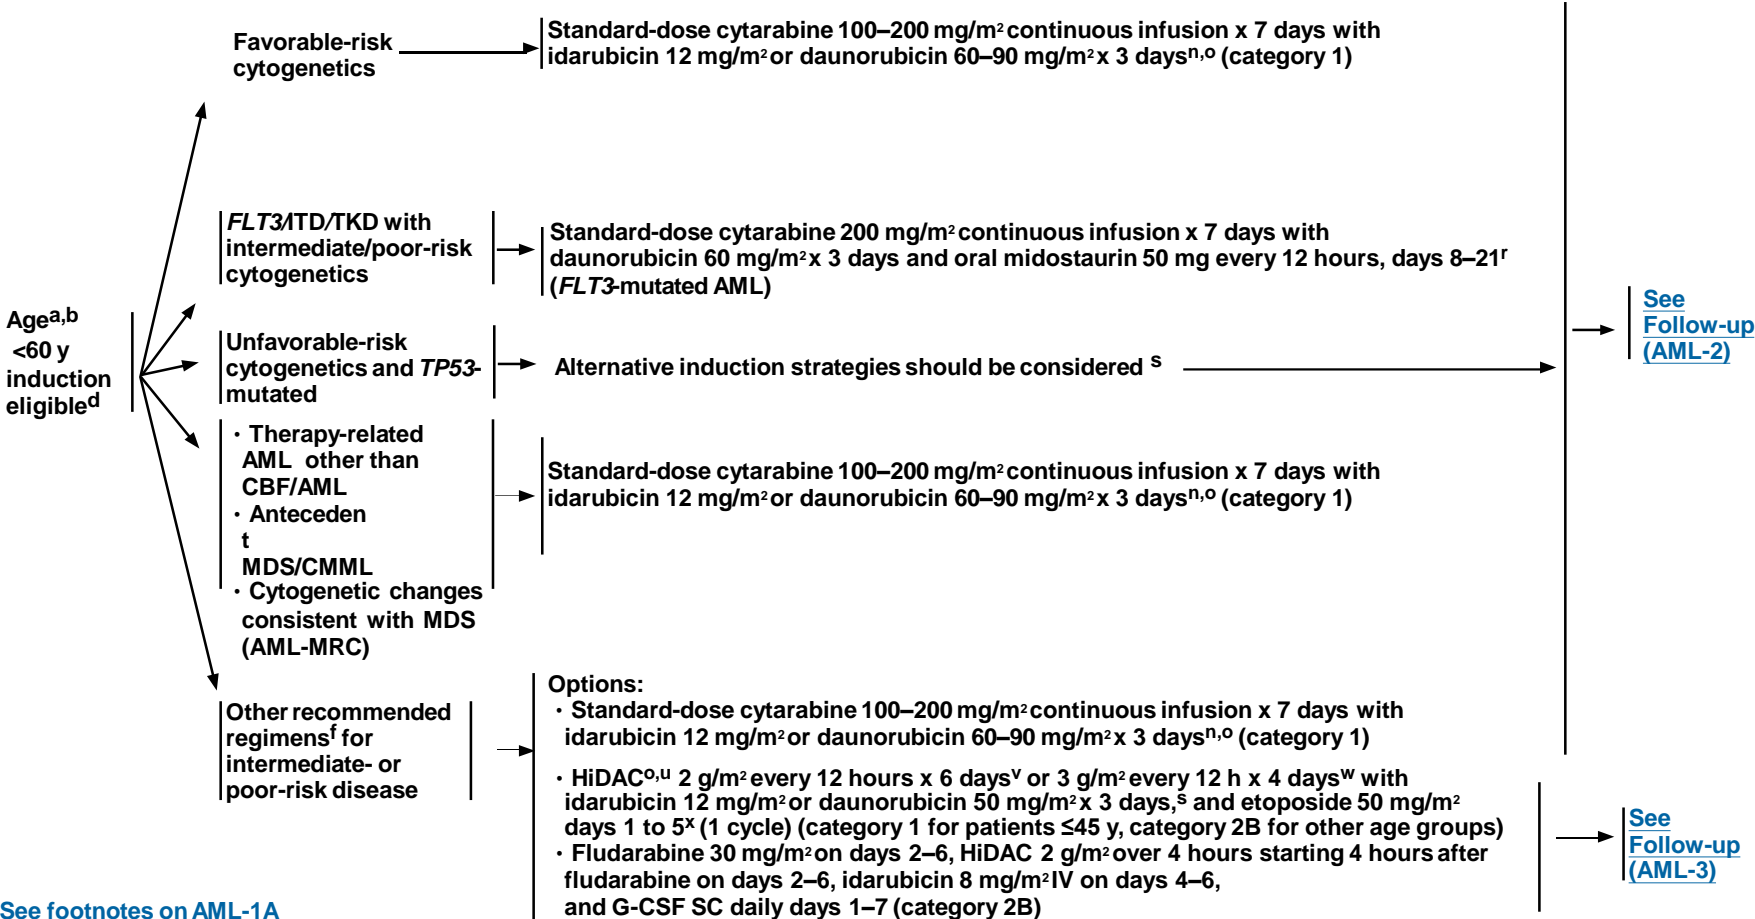 Favorable-risk
cytogenetics
Standard-dose cytarabine 100–200 mg/m² continuous infusion x 7 days with
idarubicin 12 mg/m² or daunorubicin 60–90 mg/m² x 3 daysn,o (category 1)
FLT3/ITD/TKD with
intermediate/poor-risk
cytogenetics
Standard-dose cytarabine 200 mg/m² continuous infusion x 7 days with
daunorubicin 60 mg/m² x 3 days and oral midostaurin 50 mg every 12 hours, days 8–21r
(FLT3-mutated AML)
Agea,b
<60 y
induction
eligibled
Unfavorable-risk
cytogenetics and TP53-
mutated
Alternative induction strategies should be considered s
See
Follow-up
(AML-2)
· Therapy-related
AML other than
CBF/AML
· Anteceden
t
MDS/CMML
· Cytogenetic changes
consistent with MDS
(AML-MRC)
Standard-dose cytarabine 100–200 mg/m² continuous infusion x 7 days with
idarubicin 12 mg/m² or daunorubicin 60–90 mg/m² x 3 daysn,o (category 1)
Other recommended
regimensf for
intermediate- or
poor-risk disease
Options:
· Standard-dose cytarabine 100–200 mg/m² continuous infusion x 7 days with
idarubicin 12 mg/m² or daunorubicin 60–90 mg/m² x 3 daysn,o (category 1)
· HiDACo,u 2 g/m² every 12 hours x 6 daysv or 3 g/m² every 12 h x 4 daysw with
idarubicin 12 mg/m² or daunorubicin 50 mg/m² x 3 days,s and etoposide 50 mg/m²
days 1 to 5x (1 cycle) (category 1 for patients ≤45 y, category 2B for other age groups)
· Fludarabine 30 mg/m² on days 2–6, HiDAC 2 g/m² over 4 hours starting 4 hours after
fludarabine on days 2–6, idarubicin 8 mg/m² IV on days 4–6,
and G-CSF SC daily days 1–7 (category 2B)
See
Follow-up
(AML-3)
See footnotes on AML-1A